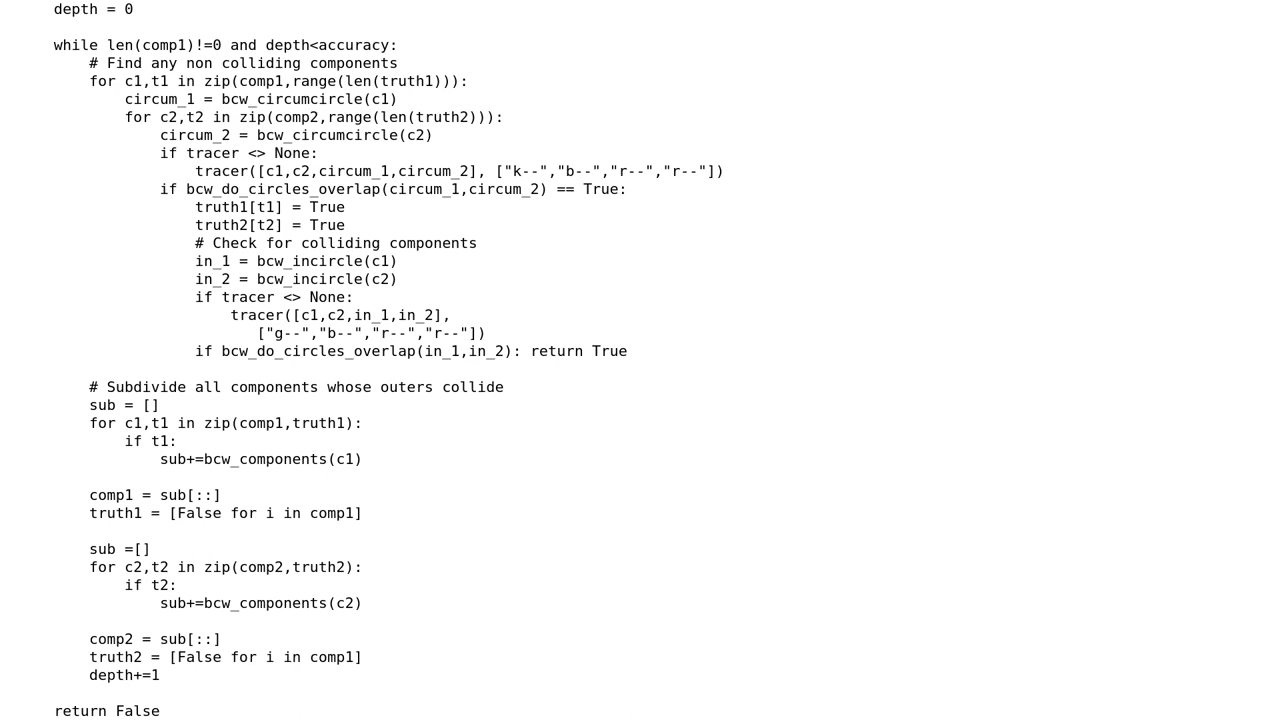 depth = 0
while len(comp1)!=0 and depth<accuracy:
# Find any non colliding components
for c1,t1 in zip(comp1,range(len(truth1))):
circum_1 = bcw_circumcircle(c1)
for c2,t2 in zip(comp2,range(len(truth2))):
circum_2 = bcw_circumcircle(c2)
if tracer <> None:
tracer([c1,c2,circum_1,circum_2], ["k--","b--","r--","r--"])
if bcw_do_circles_overlap(circum_1,circum_2) == True:
truth1[t1] = True
truth2[t2] = True
# Check for colliding components
in_1 = bcw_incircle(c1)
in_2 = bcw_incircle(c2)
if tracer <> None:
tracer([c1,c2,in_1,in_2],
["g--","b--","r--","r--"])
if bcw_do_circles_overlap(in_1,in_2): return True
# Subdivide all components whose outers collide
sub = []
for c1,t1 in zip(comp1,truth1):
if t1:
sub+=bcw_components(c1)
comp1 = sub[::]
truth1 = [False for i in comp1]
sub =[]
for c2,t2 in zip(comp2,truth2):
if t2:
sub+=bcw_components(c2)
comp2 = sub[::]
truth2 = [False for i in comp1]
depth+=1
return False